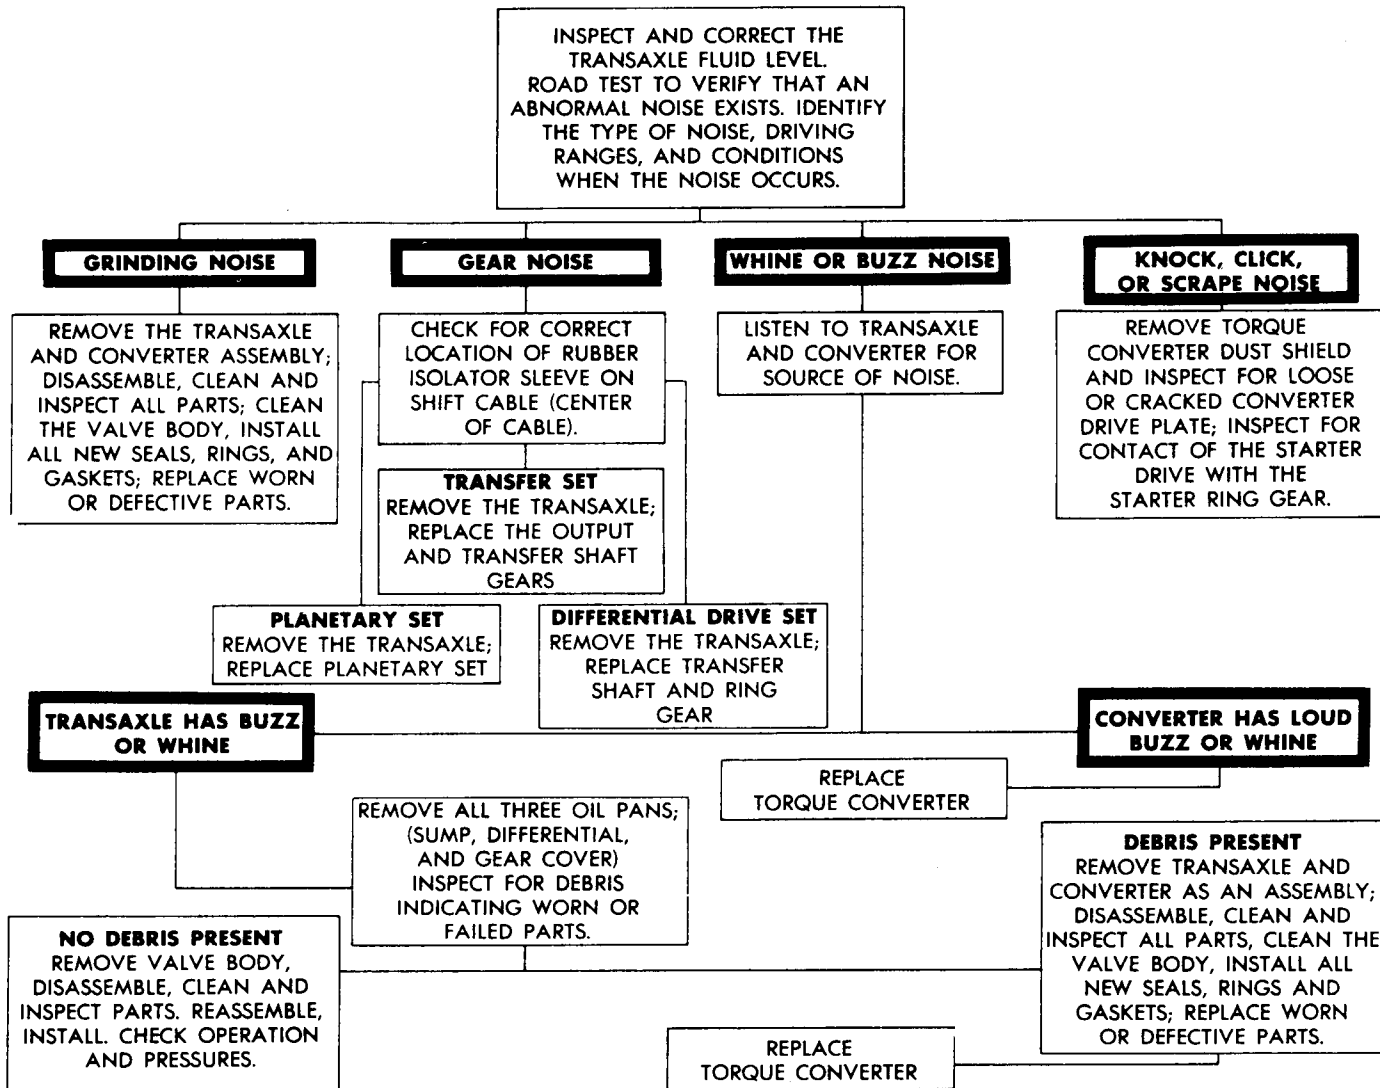 INSPECT AND CORRECT THE
TRANSAXLE FLUID LEVEL.
ROAD TEST TO VERIFY THAT AN
ABNORMAL NOISE EXISTS. IDENTIFY
THE TYPE OF NOISE, DRIVING
RANGES, AND CONDITIONS
WHEN THE NOISE OCCURS.
GRINDING NOISE
REMOVE THE TRANSAXLE
AND CONVERTER ASSEMBLY;
DISASSEMBLE, CLEAN AND
INSPECT ALL PARTS; CLEAN
THE VALVE BODY, INSTALL
ALL NEW SEALS, RINGS, AND
GASKETS; REPLACE WORN
OR DEFECTIVE PARTS.
GEAR NOISE
CHECK FOR CORRECT
LOCATION OF RUBBER
ISOLATOR SLEEVE ON
SHIFT CABLE (CENTER
OF CABLE).
TRANSFER SET
REMOVE THE TRANSAXLE;
REPLACE THE OUTPUT
AND TRANSFER SHAFT
GEARS
PLANETARY SET
REMOVE THE TRANSAXLE;
REPLACE PLANETARY SET
DIFFERENTIAL DRIVE SET
REMOVE THE TRANSAXLE;
REPLACE TRANSFER
SHAFT AND RING
GEAR
WHINE OR BUZZ NOISE
LISTEN TO TRANSAXLE
AND CONVERTER FOR
SOURCE OF NOISE.
KNOCK, CLICK,
OR SCRAPE NOISE
REMOVE TORQUE
CONVERTER DUST SHIELD
AND INSPECT FOR LOOSE
OR CRACKED CONVERTER
DRIVE PLATE; INSPECT FOR
CONTACT OF THE STARTER
DRIVE WITH THE
STARTER RING GEAR.
TRANSAXLE HAS BUZZ
OR WHINE
CONVERTER HAS LOUD
BUZZ OR WHINE
REPLACE
TORQUE CONVERTER
REMOVE ALL THREE OIL PANS;
(SUMP, DIFFERENTIAL,
AND GEAR COVER)
INSPECT FOR DEBRIS
INDICATING WORN OR
FAILED PARTS.
NO DEBRIS PRESENT
REMOVE VALVE BODY,
DISASSEMBLE, CLEAN AND
INSPECT PARTS. REASSEMBLE,
INSTALL. CHECK OPERATION
AND PRESSURES.
DEBRIS PRESENT
REMOVE TRANSAXLE AND
CONVERTER AS AN ASSEMBLY;
DISASSEMBLE, CLEAN AND
INSPECT ALL PARTS, CLEAN THE
VALVE BODY, INSTALL ALL
NEW SEALS, RINGS AND
GASKETS; REPLACE WORN
OR DEFECTIVE PARTS.
REPLACE
TORQUE CONVERTER